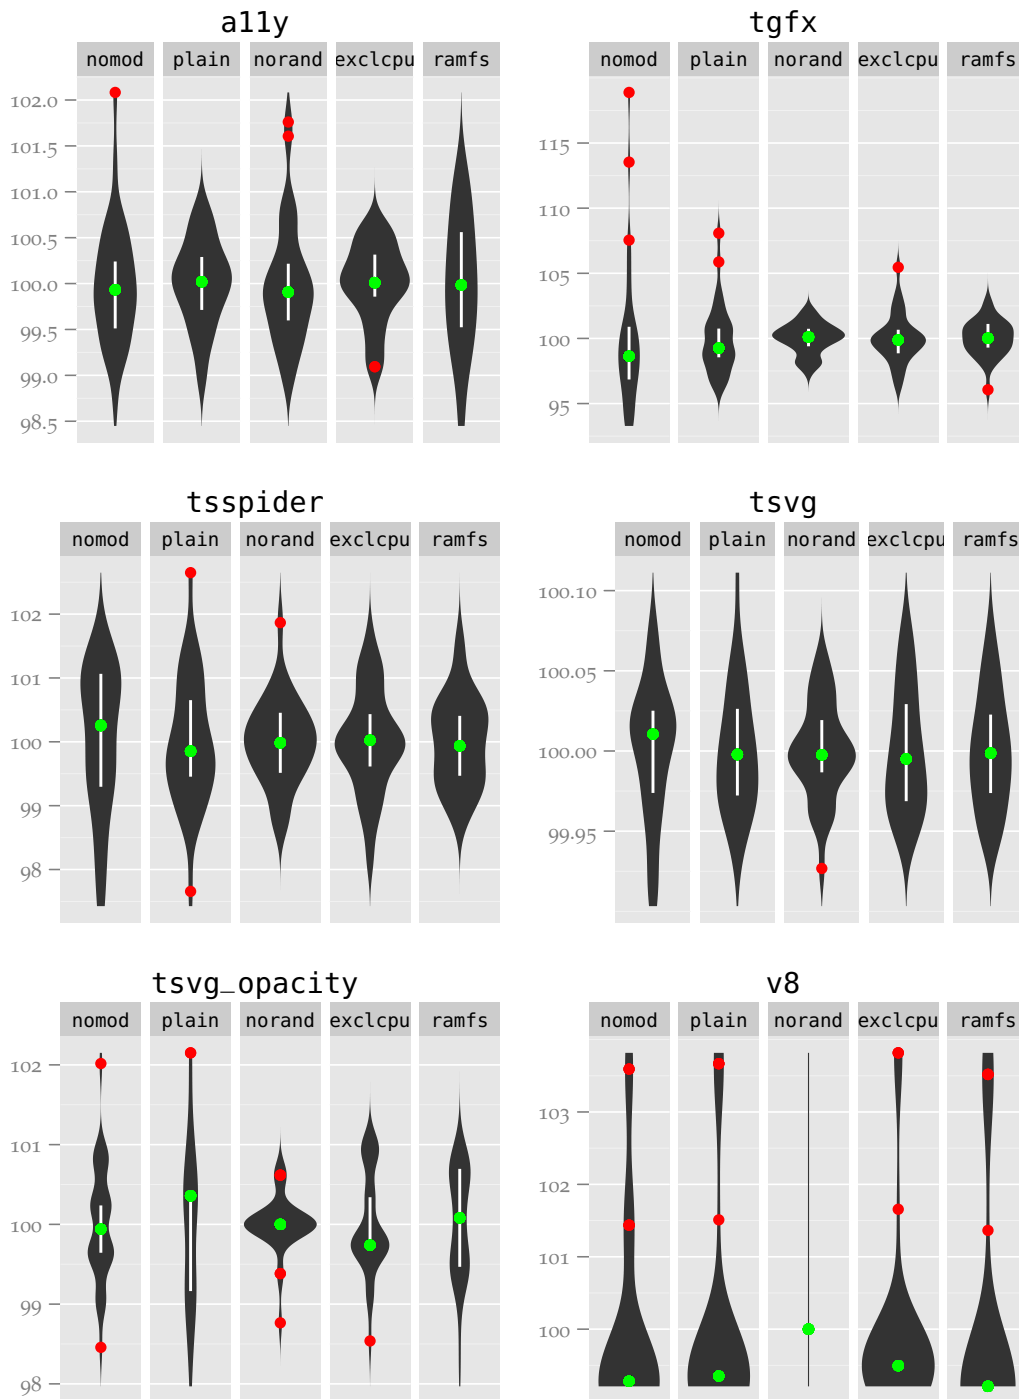 a11y
nomod plain norand exclcpu ramfs
102.0
101.5
101.0
100.5
100.0
99.5
99.0
98.5
tgfx
nomod plain norand exclcpu ramfs
115
110
105
100
95
tsspider
nomod plain norand exclcpu ramfs
102
101
100
99
98
tsvg
nomod plain norand exclcpu ramfs
100.10
100.05
100.00
99.95
tsvg_opacity
nomod plain norand exclcpu ramfs
102
101
100
99
98
v8
nomod plain norand exclcpu ramfs
103
102
101
100